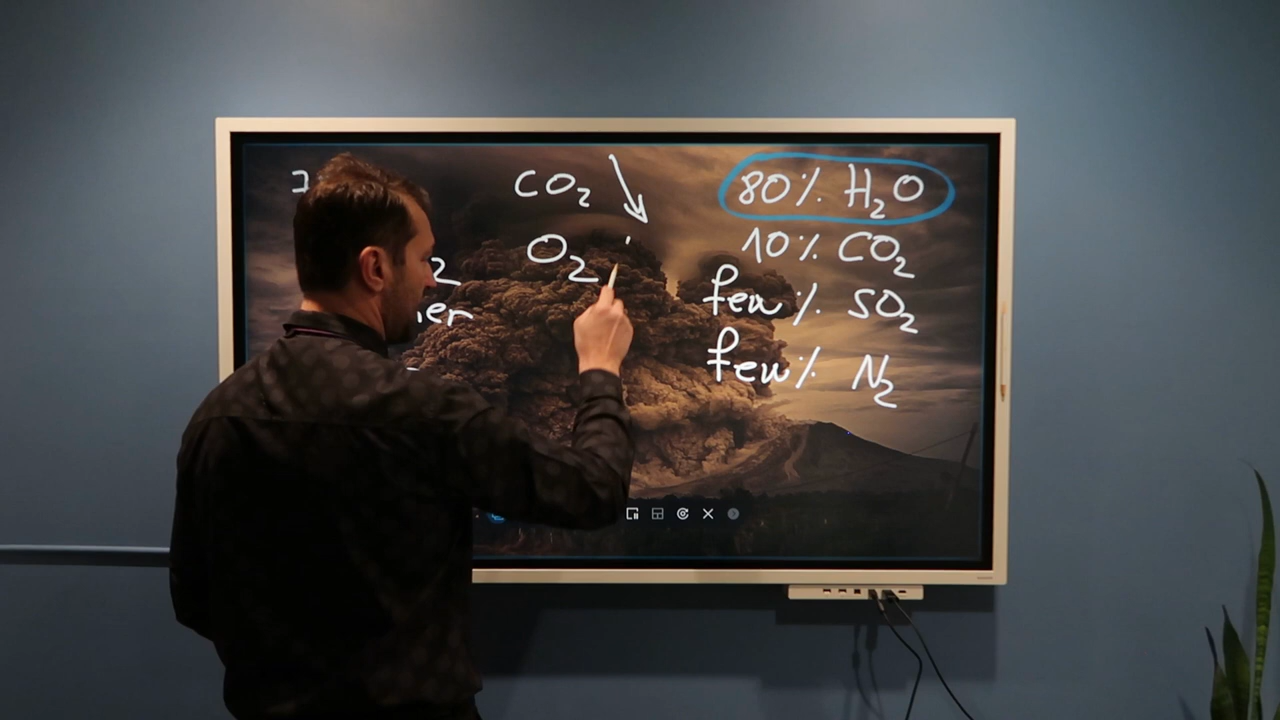 CO₂
O₂
80% H₂O
10% CO₂
few % SO₂
few % N₂